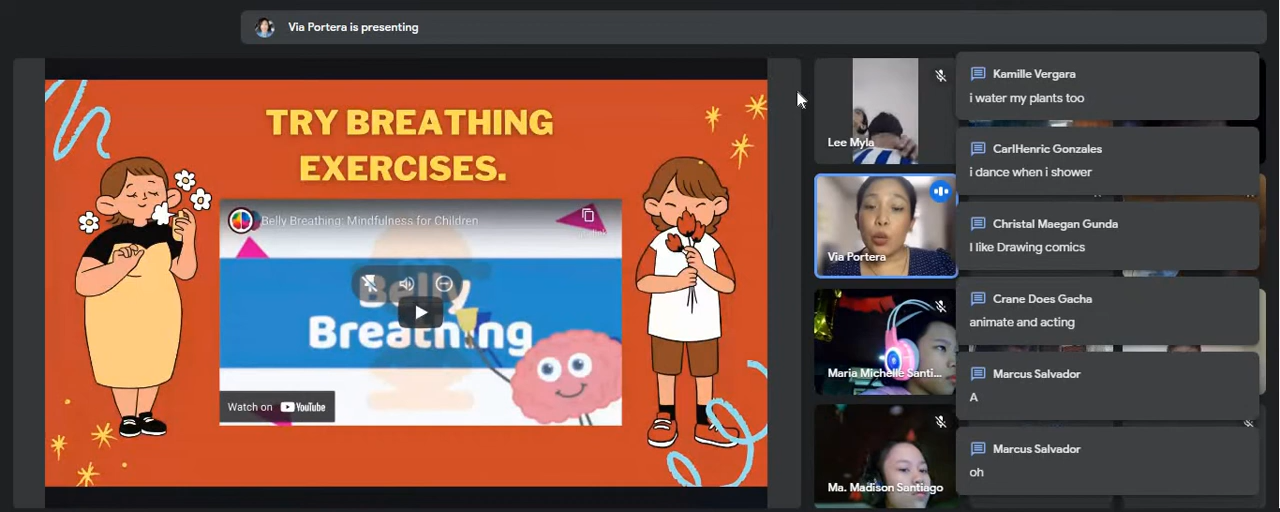 Via Portera is presenting
TRY BREATHING
EXERCISES.
Belly Breathing: Mindfulness for Children
Belly
Breathing
Watch on YouTube
Lee Myla
Via Portera
Maria Michelle Santi...
Ma. Madison Santiago
Kamille Vergara
i water my plants too
CarlHenric Gonzales
i dance when i shower
Christal Maegan Gunda
I like Drawing comics
Crane Does Gacha
animate and acting
Marcus Salvador
A
Marcus Salvador
oh